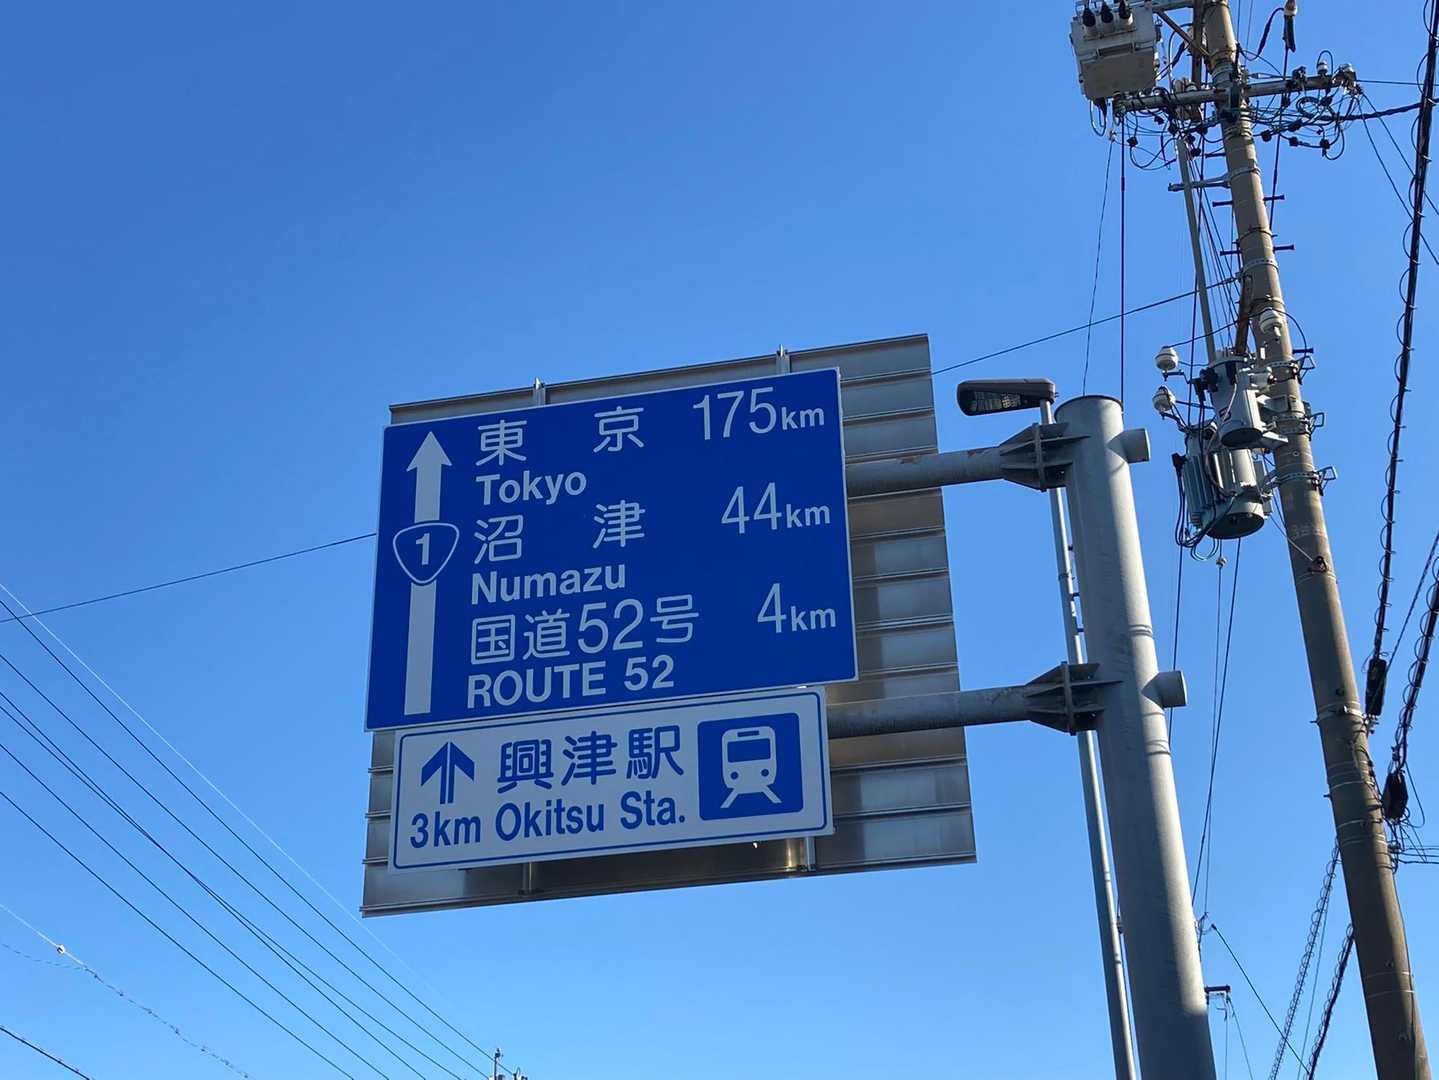 東京 175km
Tokyo
沼津 44km
1
Numazu
国道52号 4km
ROUTE 52
興津駅
3km Okitsu Sta.